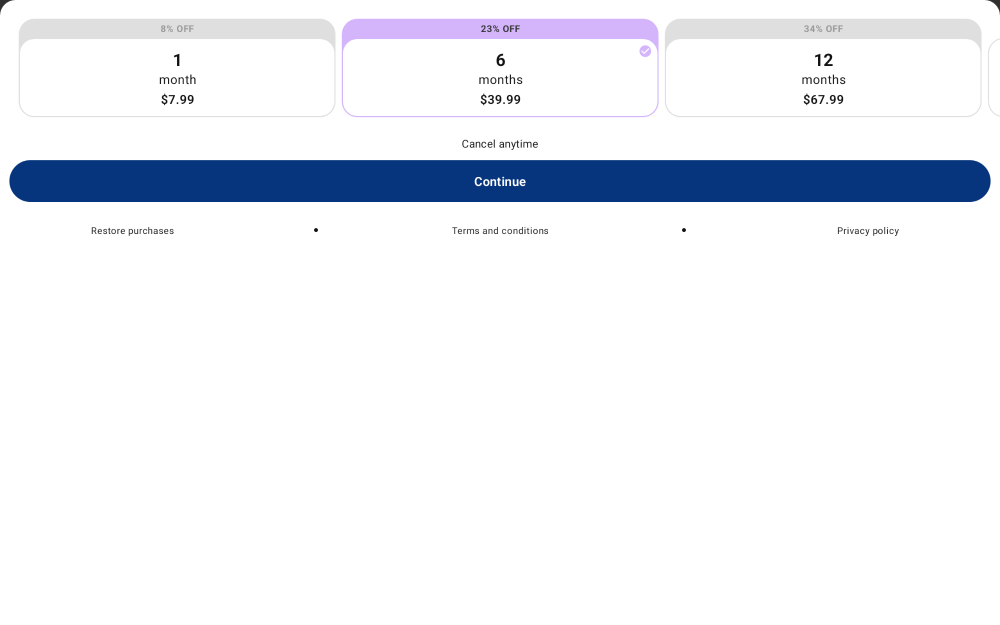 8% OFF
1
month
$7.99
23% OFF
6
months
$39.99
34% OFF
12
months
$67.99
Cancel anytime
Continue
Restore purchases
Terms and conditions
Privacy policy